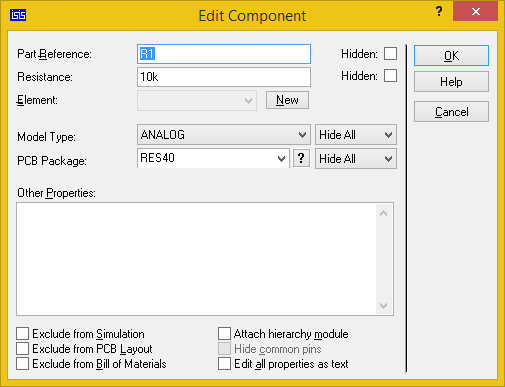 isis Edit Component ?
Part Reference: R1 Hidden:
Resistance: 10k Hidden:
Element: New
Model Type: ANALOG Hide All
PCB Package: RES40 ? Hide All
Other Properties:
OK
Help
Cancel
Exclude from Simulation Attach hierarchy module
Exclude from PCB Layout Hide common pins
Exclude from Bill of Materials Edit all properties as text